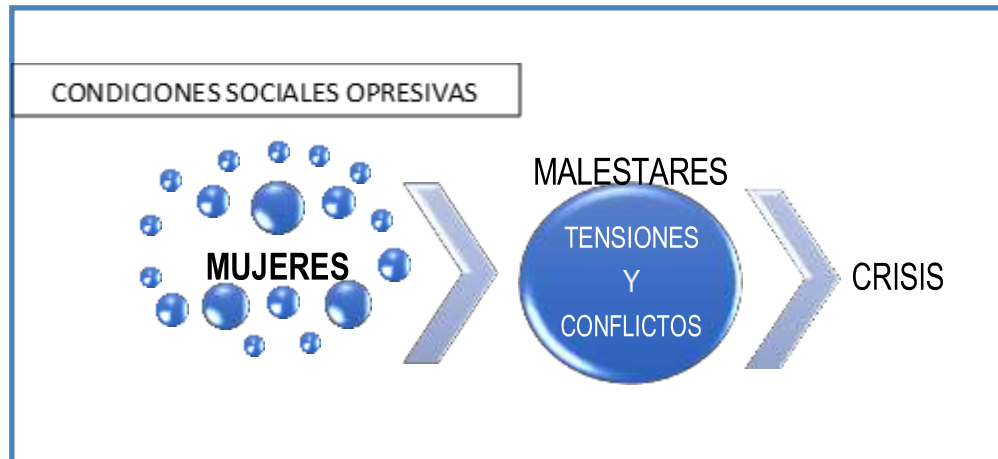 CONDICIONES SOCIALES OPRESIVAS
MUJERES
MALESTARES
TENSIONES
Y
CONFLICTOS
CRISIS